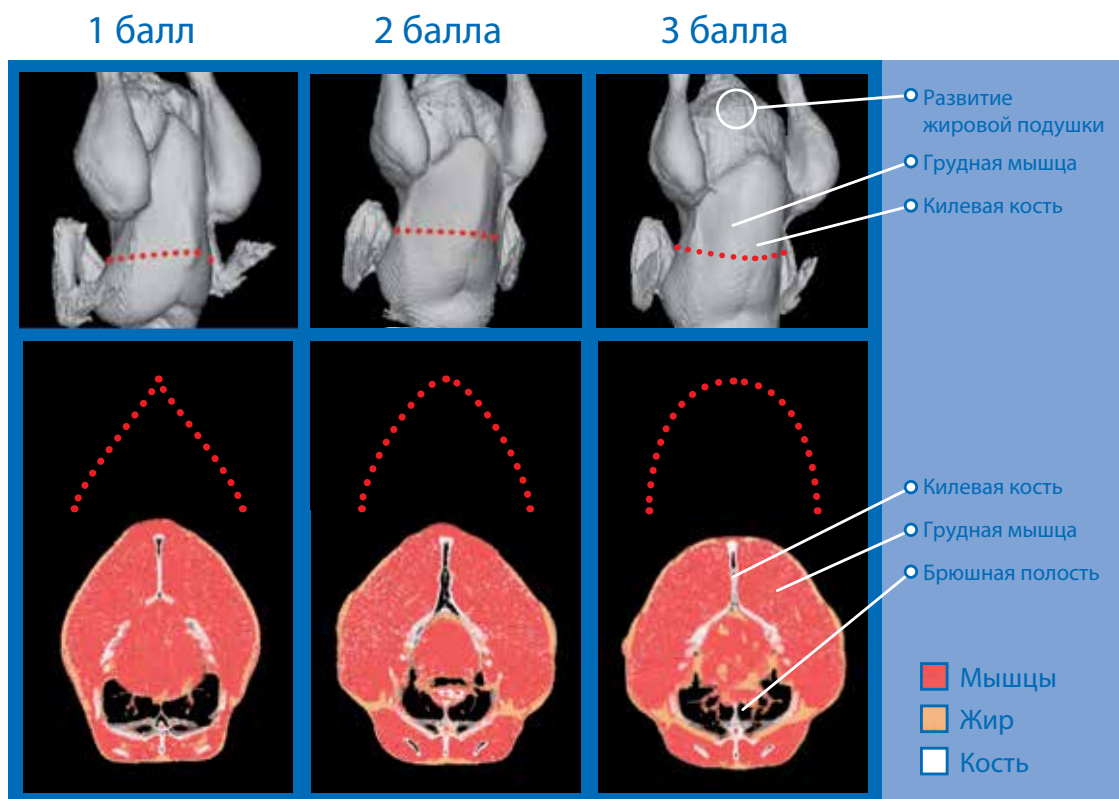 1 балл
2 балла
3 балла
Развитие
жировой подушки
Грудная мышца
Килевая кость
Килевая кость
Грудная мышца
Брюшная полость
Мышцы
Жир
Кость